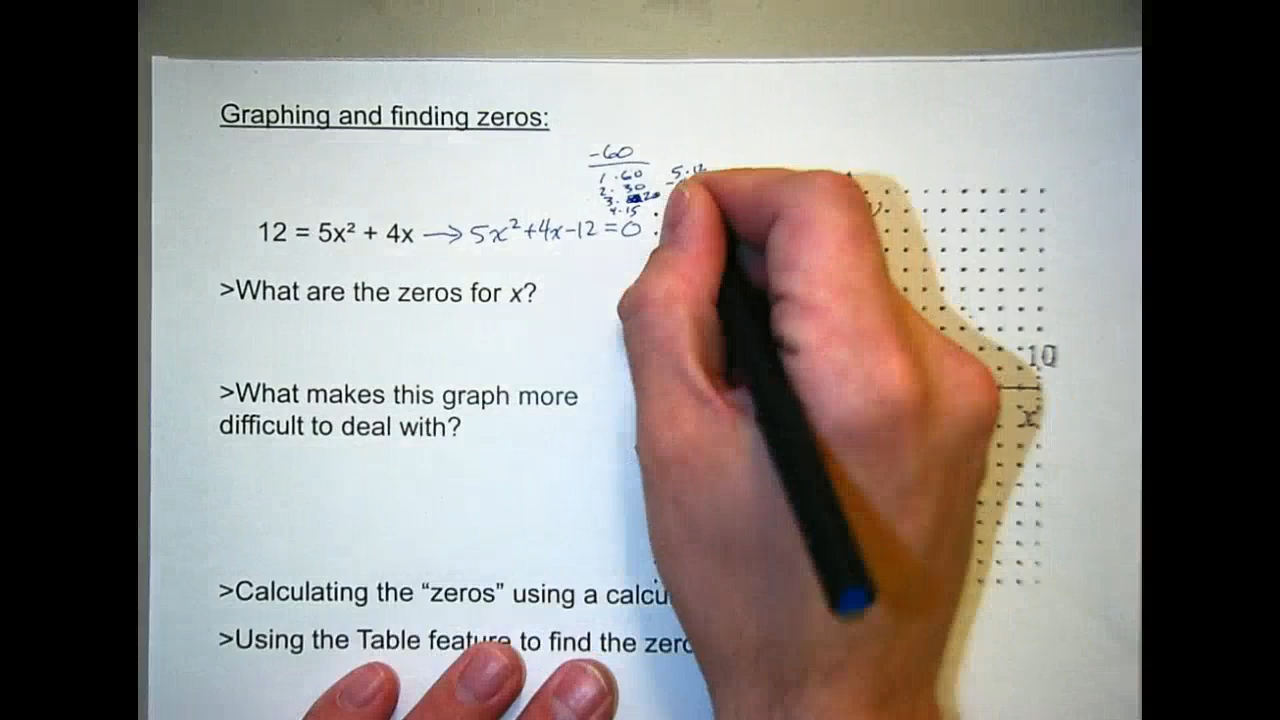 Graphing and finding zeros:
-60
1 · 60
2 · 30
3 · 20
4 · 15
5 · 12
12 = 5x² + 4x → 5x² + 4x - 12 = 0
>What are the zeros for x?
10
x
>What makes this graph more
difficult to deal with?
>Calculating the “zeros” using a
>Using the Table feature to find the